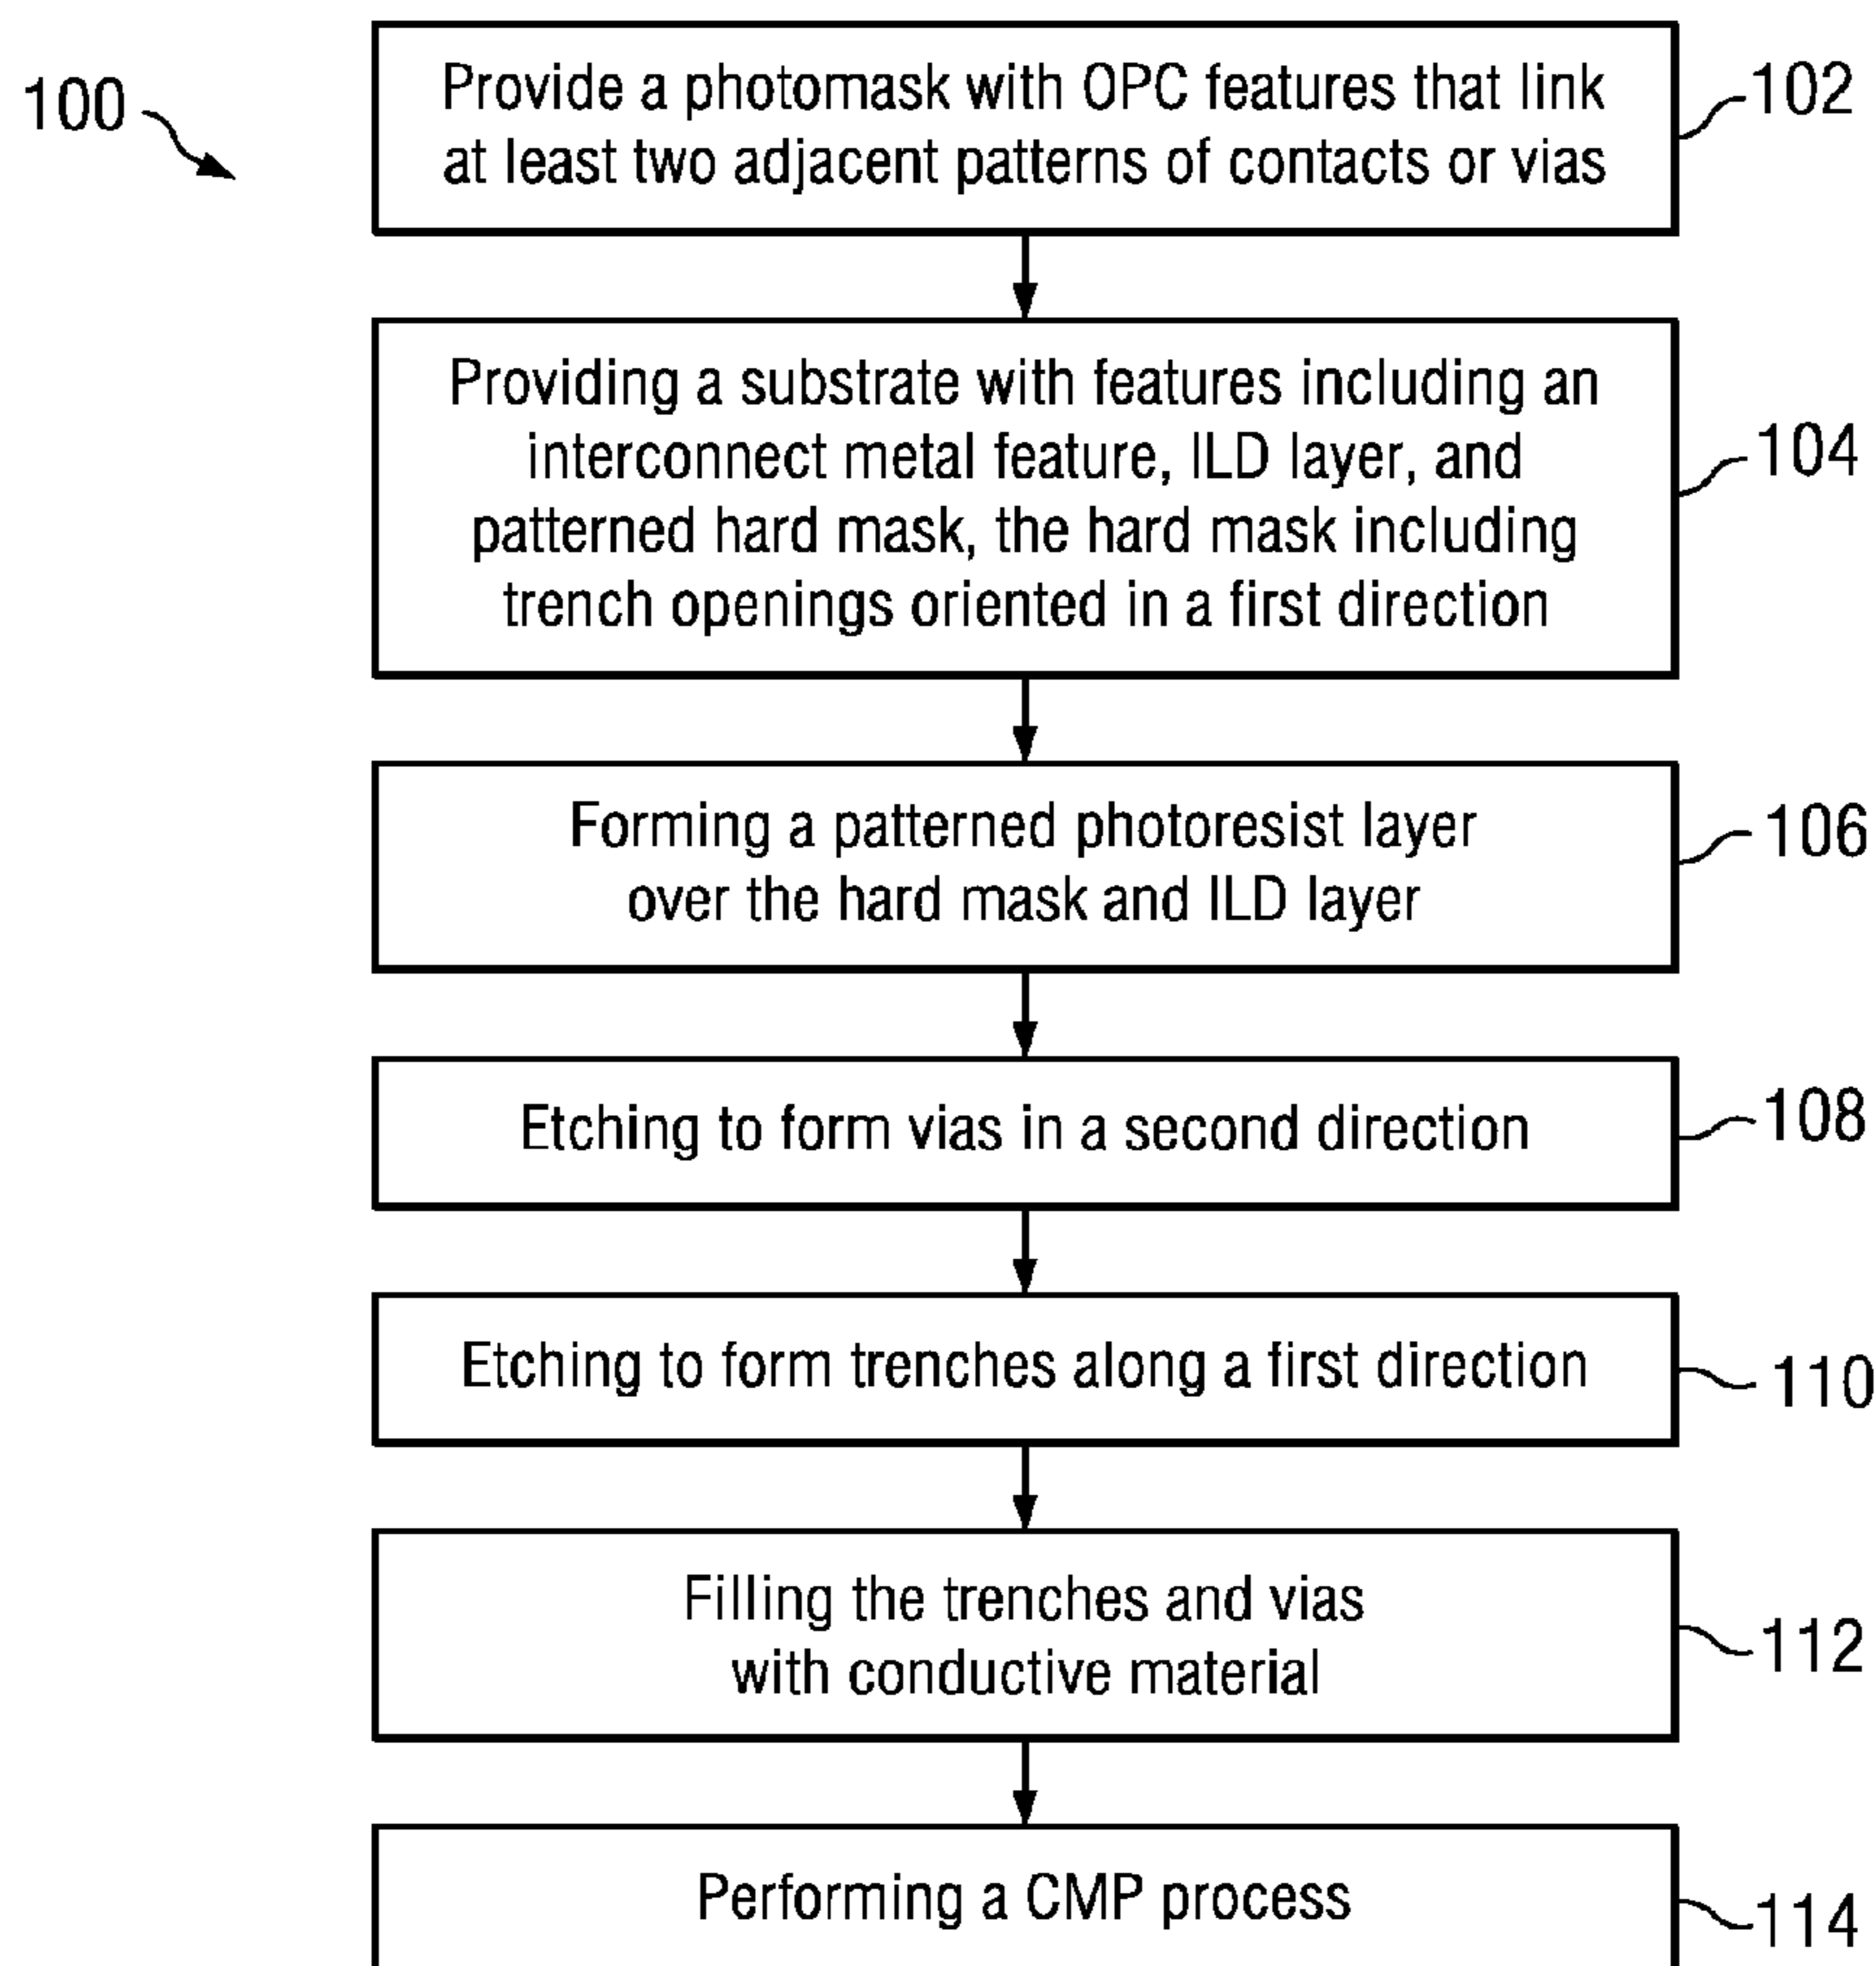 100
Provide a photomask with OPC features that link
at least two adjacent patterns of contacts or vias
102
Providing a substrate with features including an
interconnect metal feature, ILD layer, and
patterned hard mask, the hard mask including
trench openings oriented in a first direction
104
Forming a patterned photoresist layer
over the hard mask and ILD layer
106
Etching to form vias in a second direction
108
Etching to form trenches along a first direction
110
Filling the trenches and vias
with conductive material
112
Performing a CMP process
114